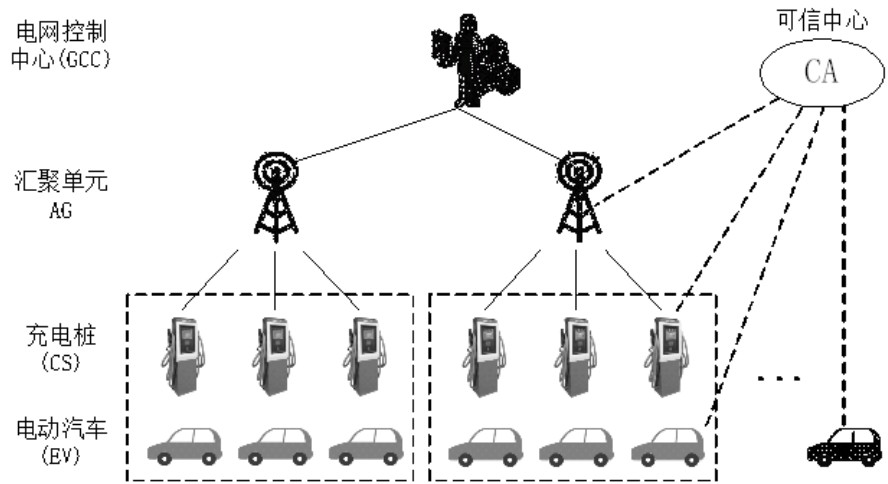 电网控制
中心(GCC)
可信中心
CA
汇聚单元
AG
充电桩
(CS)
...
电动汽车
(EV)